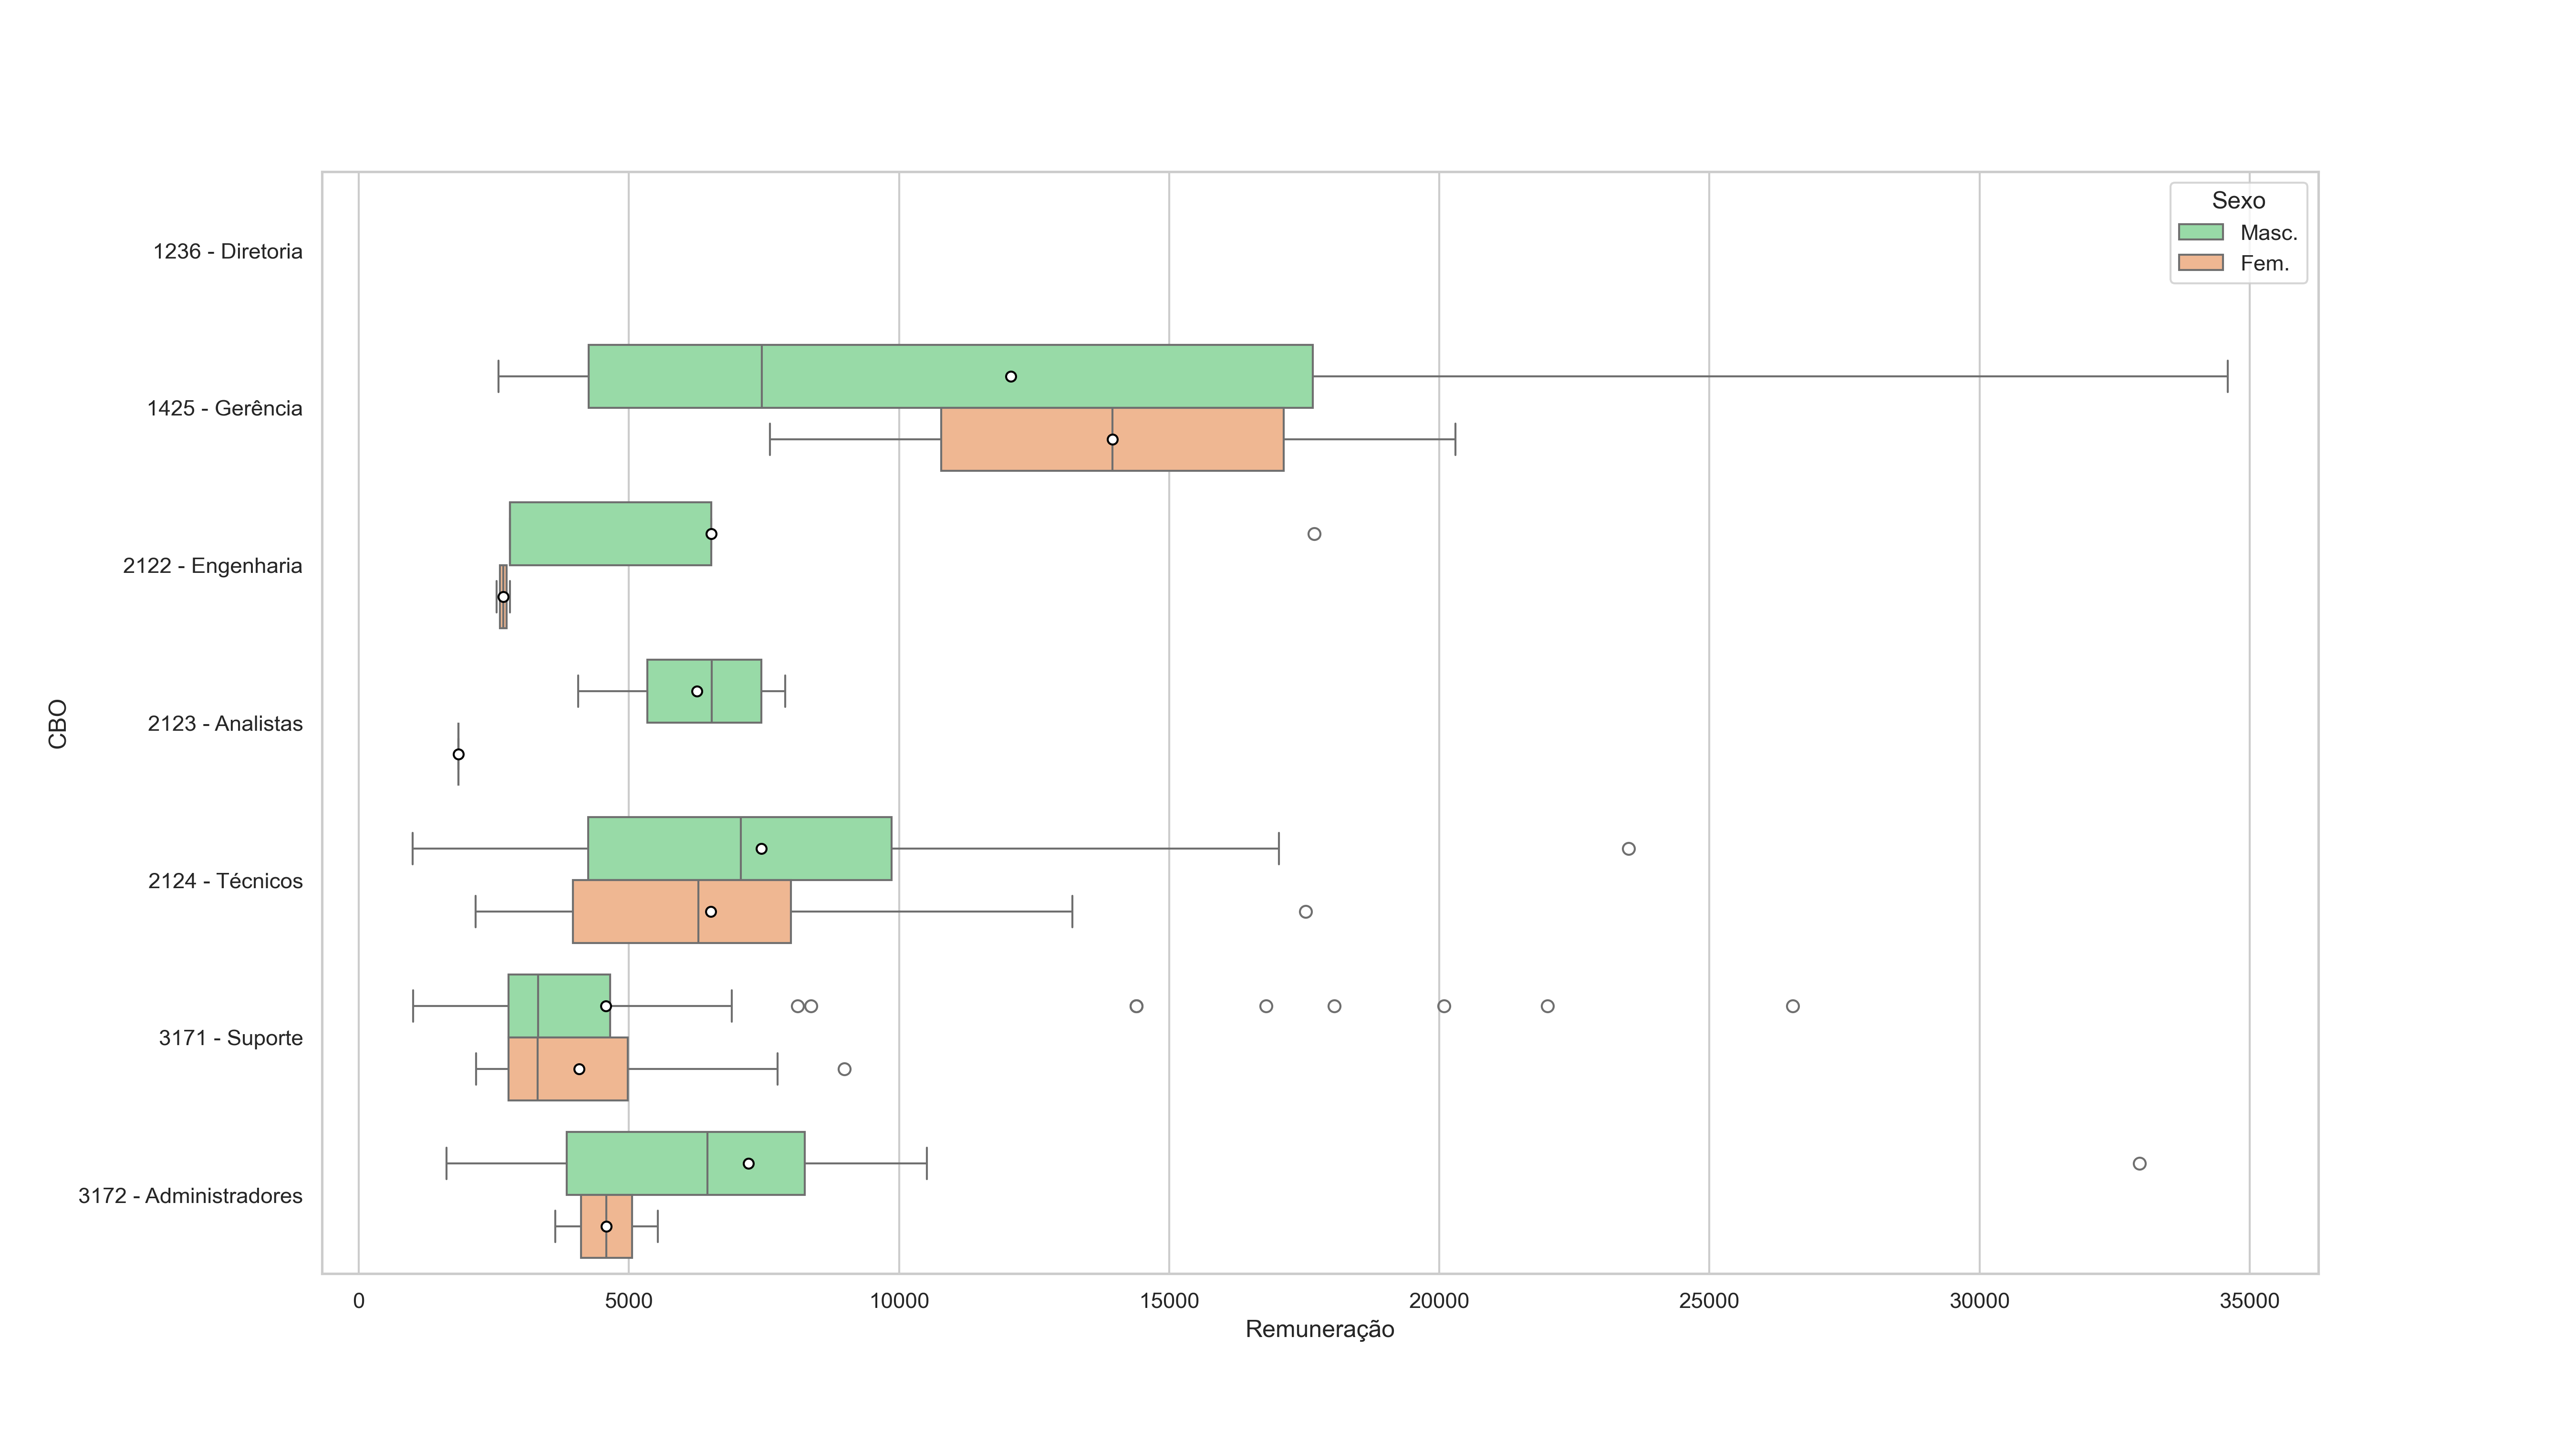 Sexo
Masc.
Fem.
1236 - Diretoria
1425 - Gerência
2122 - Engenharia
2123 - Analistas
2124 - Técnicos
3171 - Suporte
3172 - Administradores
CBO
0 5000 10000 15000 20000 25000 30000 35000
Remuneração